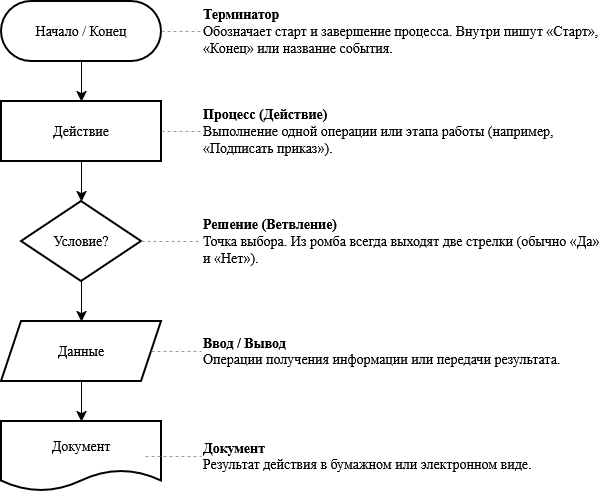 Начало / Конец
Терминатор
Обозначает старт и завершение процесса. Внутри пишут «Старт»,
«Конец» или название события.
Действие
Процесс (Действие)
Выполнение одной операции или этапа работы (например,
«Подписать приказ»).
Условие?
Решение (Ветвление)
Точка выбора. Из ромба всегда выходят две стрелки (обычно «Да»
и «Нет»).
Данные
Ввод / Вывод
Операции получения информации или передачи результата.
Документ
Документ
Результат действия в бумажном или электронном виде.